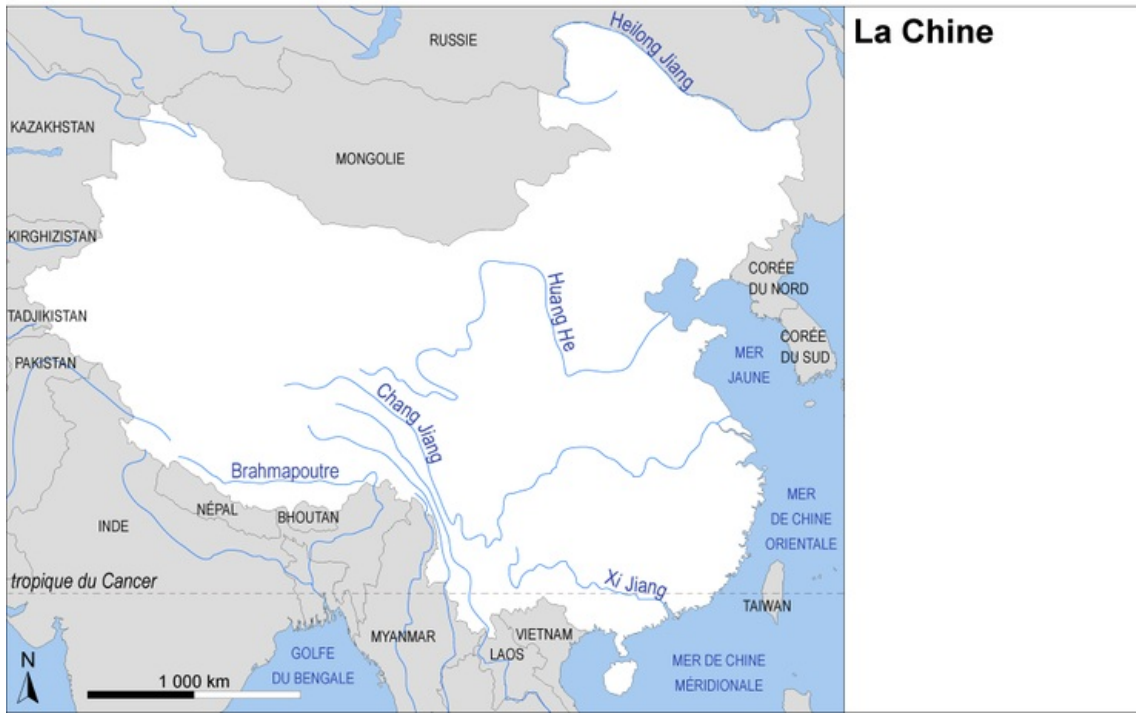 La Chine
Heilong Jiang
RUSSIE
KAZAKHSTAN
MONGOLIE
KIRGHIZISTAN
CORÉE
DU NORD
Huang He
TADJIKISTAN
CORÉE
DU SUD
PAKISTAN
MER
JAUNE
Chang Jiang
Brahmapoutre
NÉPAL
BHOUTAN
INDE
MER
DE CHINE
ORIENTALE
tropique du Cancer
Xi Jiang
TAIWAN
MYANMAR
VIETNAM
LAOS
GOLFE
DU BENGALE
MER DE CHINE
MÉRIDIONALE
N
1 000 km